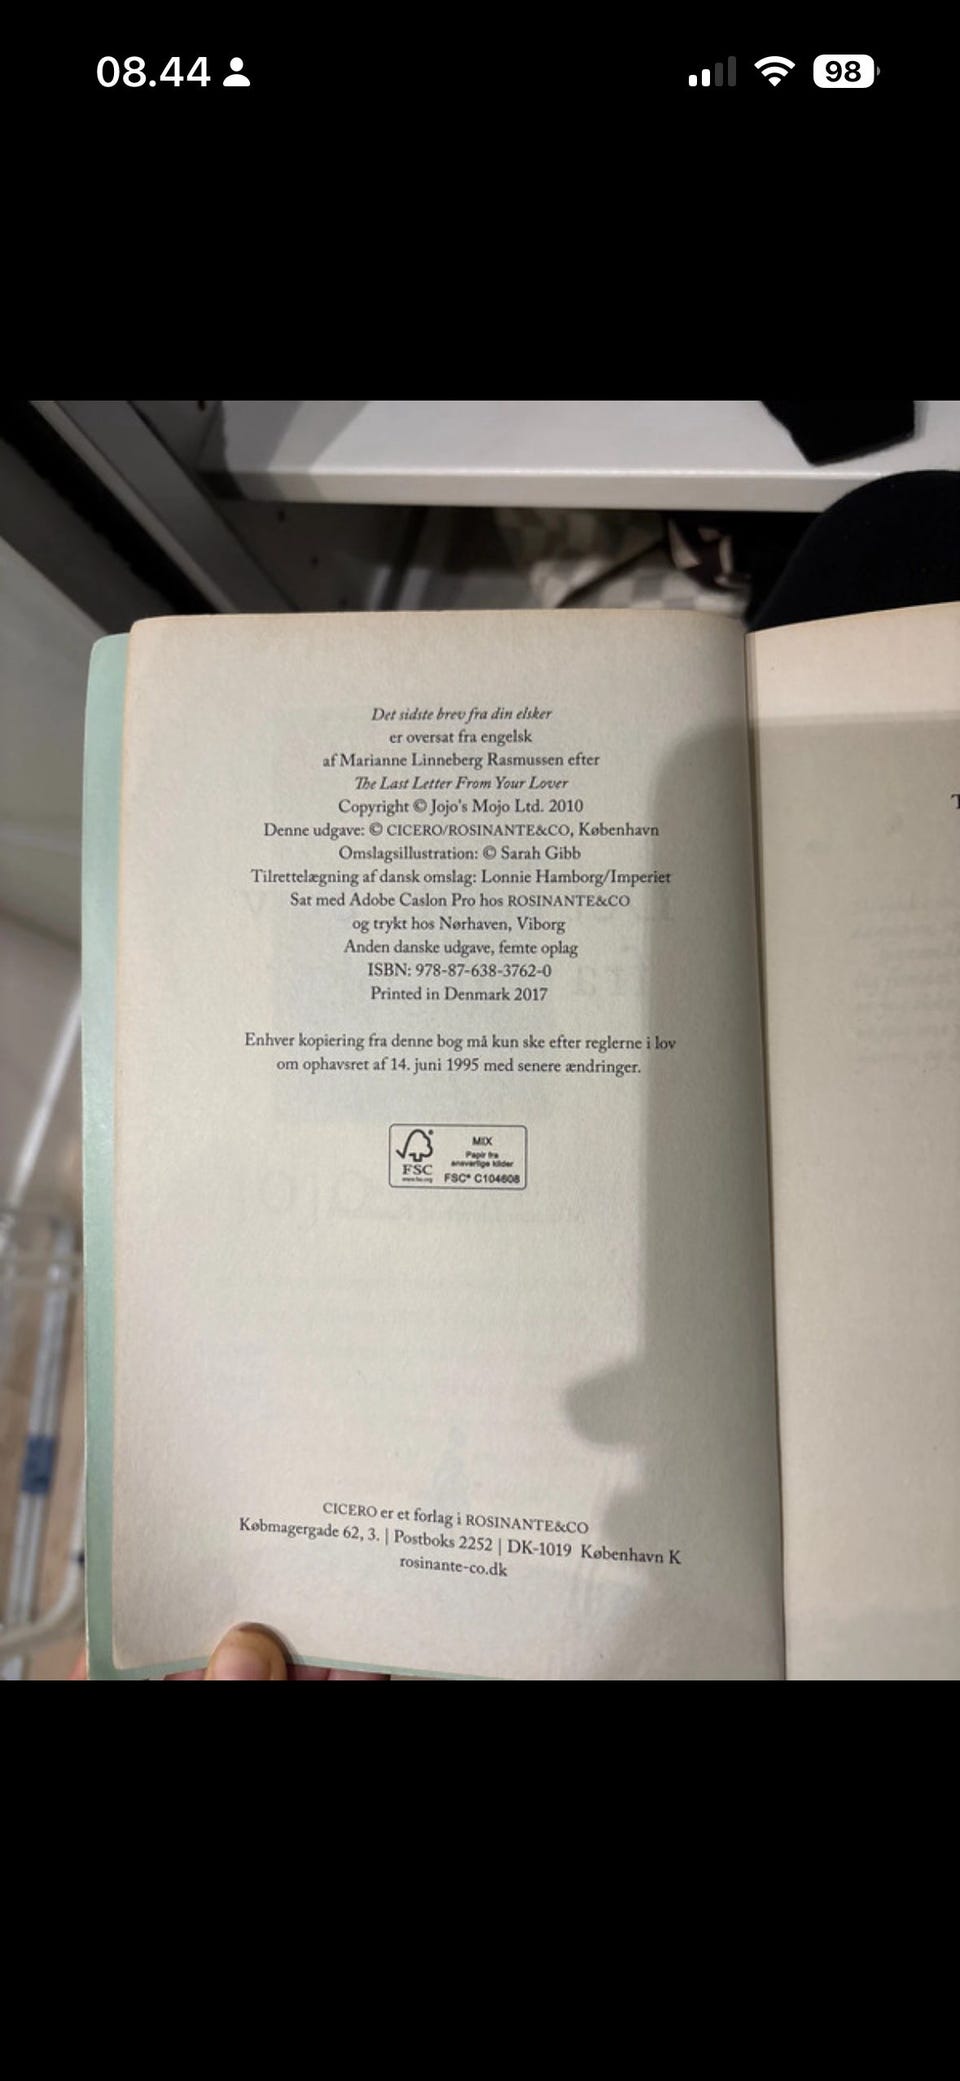 08.44
98
Det sidste brev fra din elsker
er oversat fra engelsk
af Marianne Linneberg Rasmussen efter
The Last Letter From Your Lover
Copyright © Jojo's Mojo Ltd. 2010
Denne udgave: © CICERO/ROSINANTE&CO, København
Omslagsillustration: © Sarah Gibb
Tilrettelægning af dansk omslag: Lonnie Hamborg/Imperiet
Sat med Adobe Caslon Pro hos ROSINANTE&CO
og trykt hos Nørhaven, Viborg
Anden danske udgave, femte oplag
ISBN: 978-87-638-3762-0
Printed in Denmark 2017
Enhver kopiering fra denne bog må kun ske efter reglerne i lov
om ophavsret af 14. juni 1995 med senere ændringer.
FSC
MIX
Papir fra
ansvarlige kilder
FSC® C104608
CICERO er et forlag i ROSINANTE&CO
Købmagergade 62, 3. | Postboks 2252 | DK-1019 København K
rosinante-co.dk